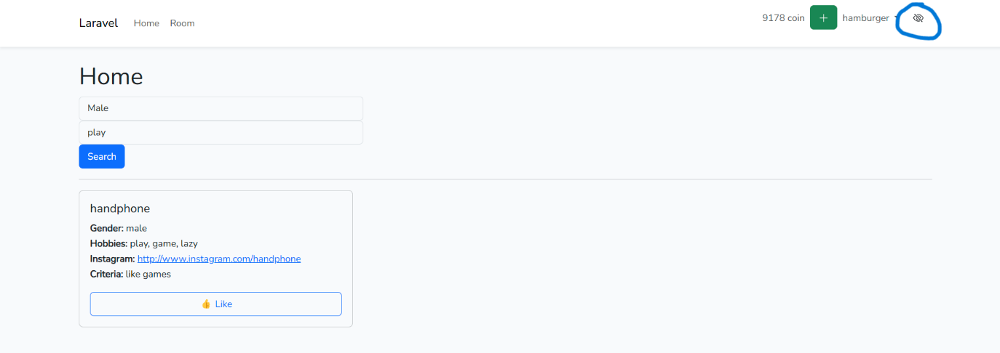 Laravel Home Room 9178 coin + hamburger
Home
Male
play
Search
handphone
Gender: male
Hobbies: play, game, lazy
Instagram: http://www.instagram.com/handphone
Criteria: like games
👍 Like